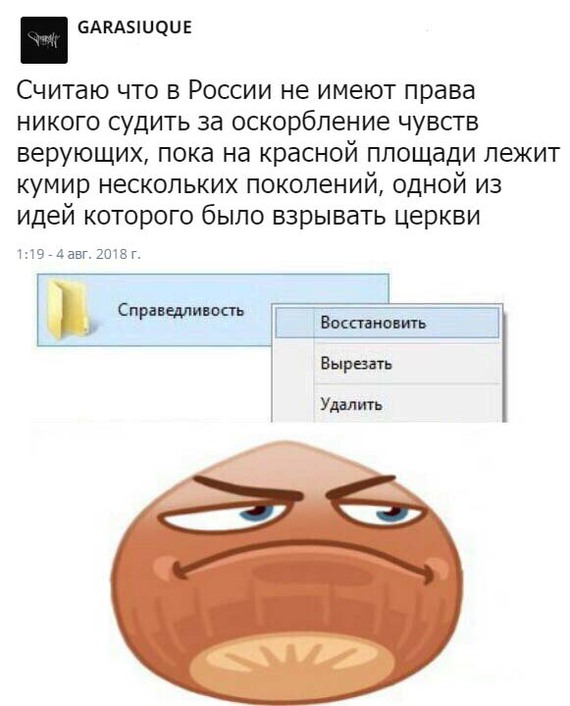 GARASIUQUE
Считаю что в России не имеют права
никого судить за оскорбление чувств
верующих, пока на красной площади лежит
кумир нескольких поколений, одной из
идей которого было взрывать церкви
1:19 - 4 авг. 2018 г.
Справедливость
Восстановить
Вырезать
Удалить